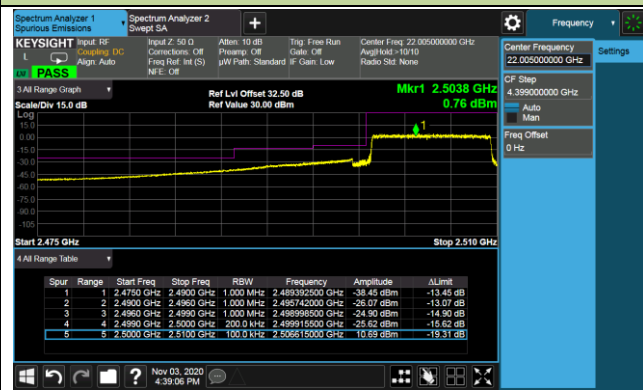 Spectrum Analyzer 1
Spurious Emissions
Spectrum Analyzer 2
Swept SA
Frequency
KEYSIGHT
L
LXI
PASS
Input: RF
Coupling: DC
Align: Auto
Input Z: 50 Ω
Corrections: Off
Freq Ref: Int (S)
NFE: Off
Atten: 10 dB
Preamp: Off
µW Path: Standard
Trig: Free Run
Gate: Off
IF Gain: Low
Center Freq: 22.005000000 GHz
Avg|Hold:>10/10
Radio Std: None
Center Frequency
22.005000000 GHz
Settings
CF Step
4.399000000 GHz
Auto
Man
Freq Offset
0 Hz
3 All Range Graph
Scale/Div 15.0 dB
Ref Lvl Offset 32.50 dB
Ref Value 30.00 dBm
Mkr1 2.5038 GHz
0.76 dBm
Log
15.0
0.00
-15.0
-30.0
-45.0
-60.0
-75.0
-90.0
-105
1
Start 2.475 GHz
Stop 2.510 GHz
4 All Range Table
Spur Range Start Freq Stop Freq RBW Frequency Amplitude ΔLimit
1 1 2.4750 GHz 2.4900 GHz 1.000 MHz 2.489392500 GHz -38.45 dBm -13.45 dB
2 2 2.4900 GHz 2.4960 GHz 1.000 MHz 2.495742000 GHz -26.07 dBm -13.07 dB
3 3 2.4960 GHz 2.4990 GHz 1.000 MHz 2.498998500 GHz -24.90 dBm -14.90 dB
4 4 2.4990 GHz 2.5000 GHz 200.0 kHz 2.499915500 GHz -25.62 dBm -15.62 dB
5 5 2.5000 GHz 2.5100 GHz 100.0 kHz 2.506615000 GHz 10.69 dBm -19.31 dB
Nov 03, 2020
4:39:06 PM